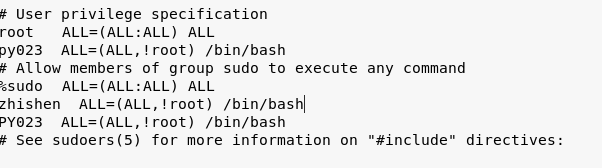 # User privilege specification
root   ALL=(ALL:ALL) ALL
py023  ALL=(ALL,!root) /bin/bash
# Allow members of group sudo to execute any command
%sudo  ALL=(ALL:ALL) ALL
zhishen  ALL=(ALL,!root) /bin/bash
PY023  ALL=(ALL,!root) /bin/bash
# See sudoers(5) for more information on "#include" directives: